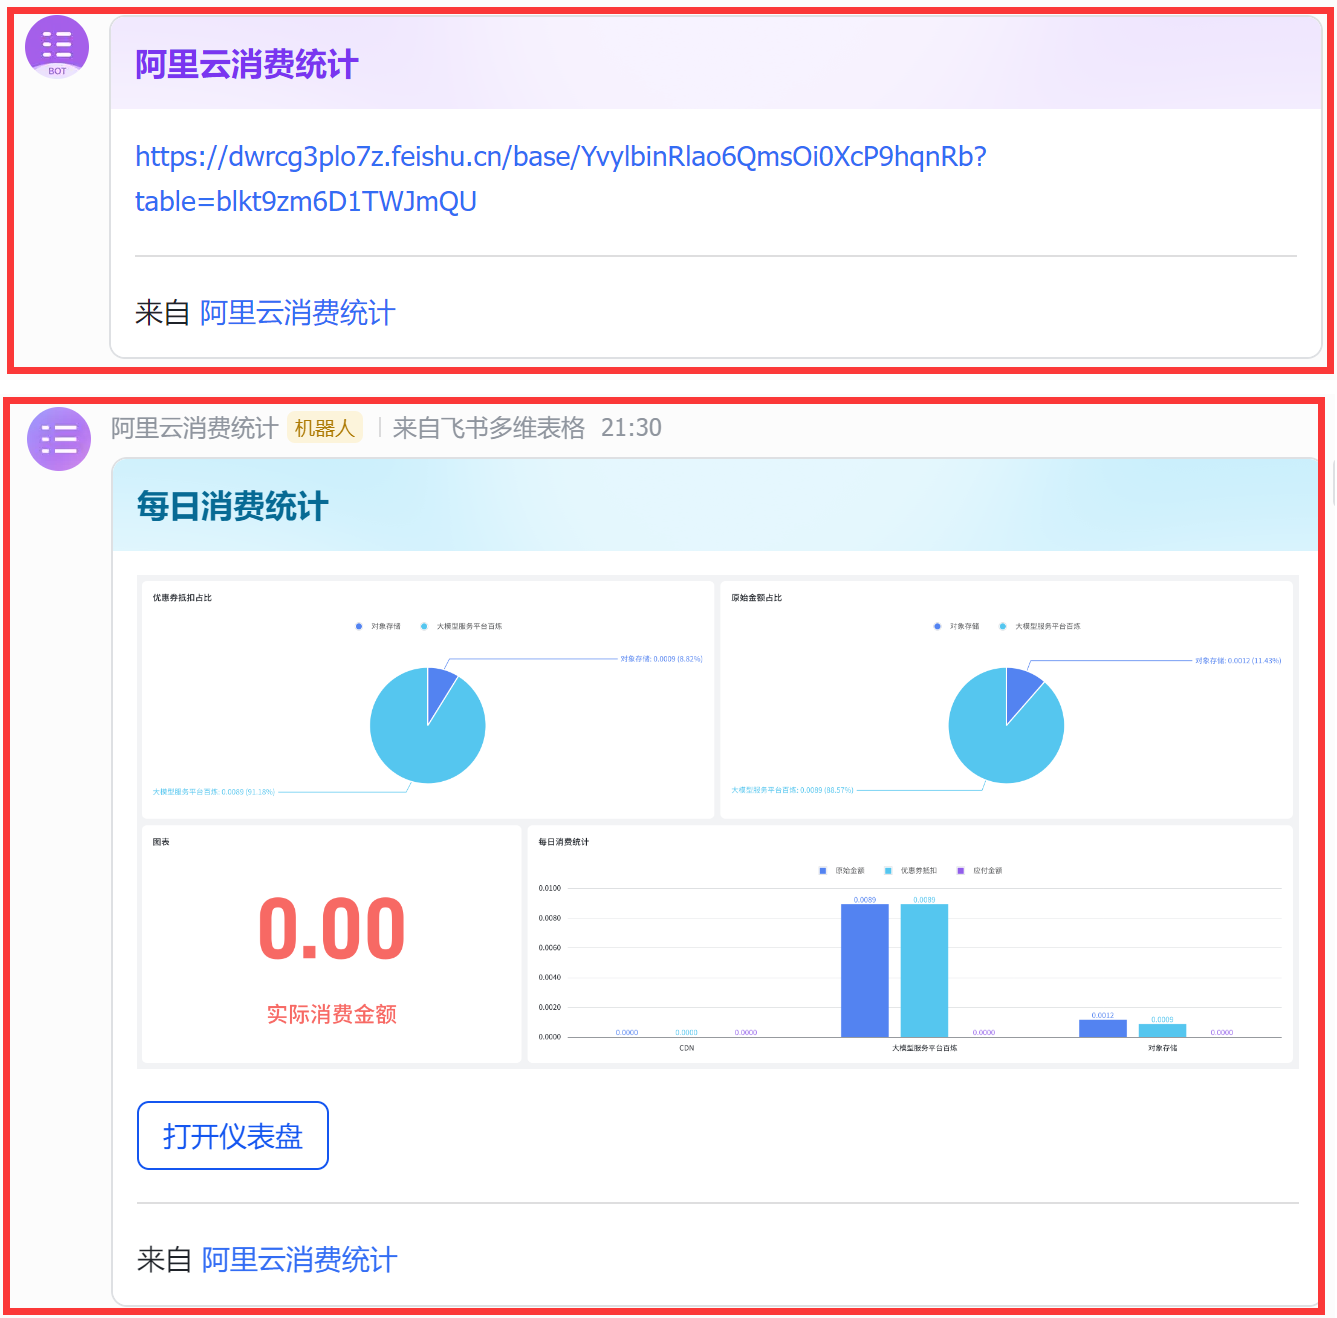 BOT
阿里云消费统计
https://dwrcg3plo7z.feishu.cn/base/YvylbinRlao6QmsOi0XcP9hqnRb?
table=blkt9zm6D1TWJmQU
来自 阿里云消费统计
阿里云消费统计 机器人 来自飞书多维表格 21:30
每日消费统计
优惠券抵扣占比
对象存储 大模型服务平台百炼
对象存储: 0.0009 (8.82%)
大模型服务平台百炼: 0.0089 (91.18%)
原始金额占比
对象存储 大模型服务平台百炼
对象存储: 0.0012 (11.43%)
大模型服务平台百炼: 0.0089 (88.57%)
图表
0.00
实际消费金额
每日消费统计
原始金额 优惠券抵扣 应付金额
0.0100
0.0080
0.0060
0.0040
0.0020
0.0000
0.0000 0.0000 0.0000
0.0089 0.0089 0.0000
0.0012 0.0009 0.0000
CDN 大模型服务平台百炼 对象存储
打开仪表盘
来自 阿里云消费统计